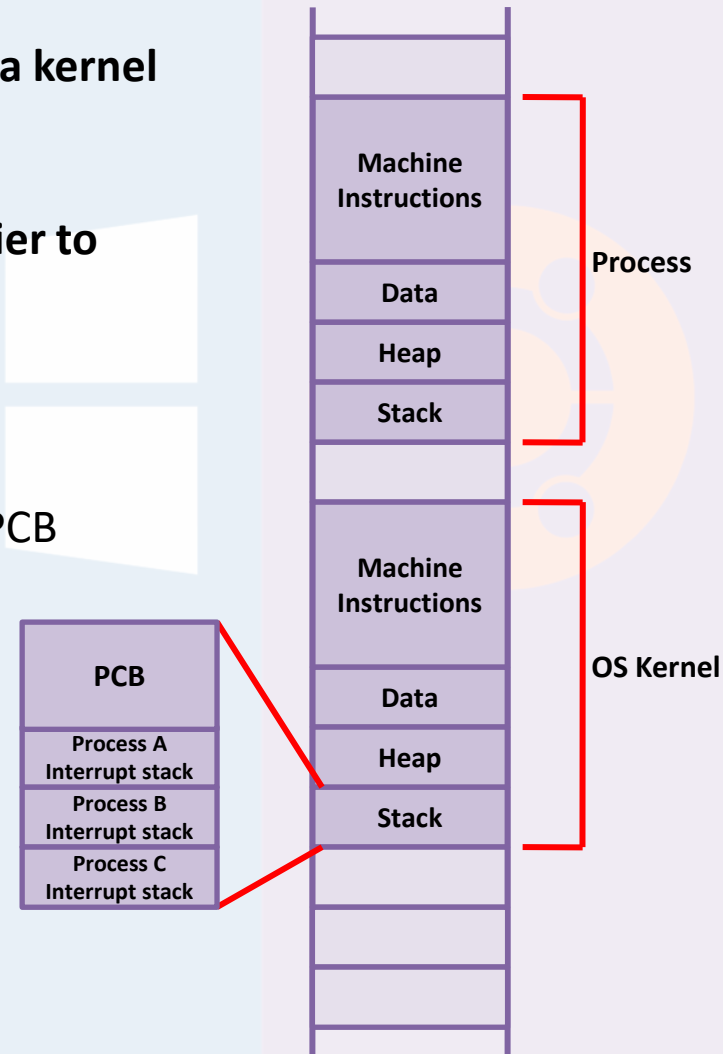 a kernel
ier to
PCB
Machine
Instructions
Data
Heap
Stack
Process
Machine
Instructions
Data
Heap
Stack
OS Kernel
PCB
Process A
Interrupt stack
Process B
Interrupt stack
Process C
Interrupt stack